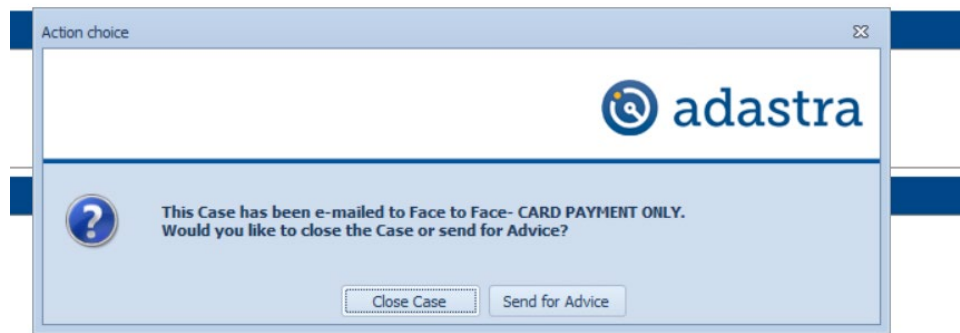 Action choice
adastra
This Case has been e-mailed to Face to Face- CARD PAYMENT ONLY.
Would you like to close the Case or send for Advice?
Close Case
Send for Advice